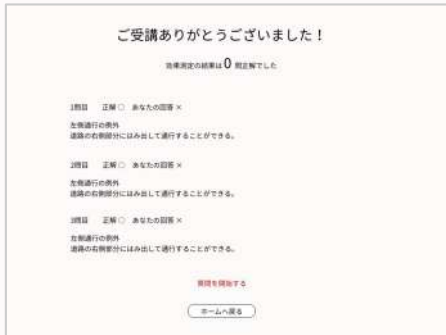 ご受講ありがとうございました！
効果測定の結果は 0 問正解でした
1問目 正解 ○ あなたの回答 ×
左側通行の例外
道路の右側部分にはみ出して通行することができる。
2問目 正解 ○ あなたの回答 ×
左側通行の例外
道路の右側部分にはみ出して通行することができる。
3問目 正解 ○ あなたの回答 ×
左側通行の例外
道路の右側部分にはみ出して通行することができる。
質問を開始する
ホームへ戻る